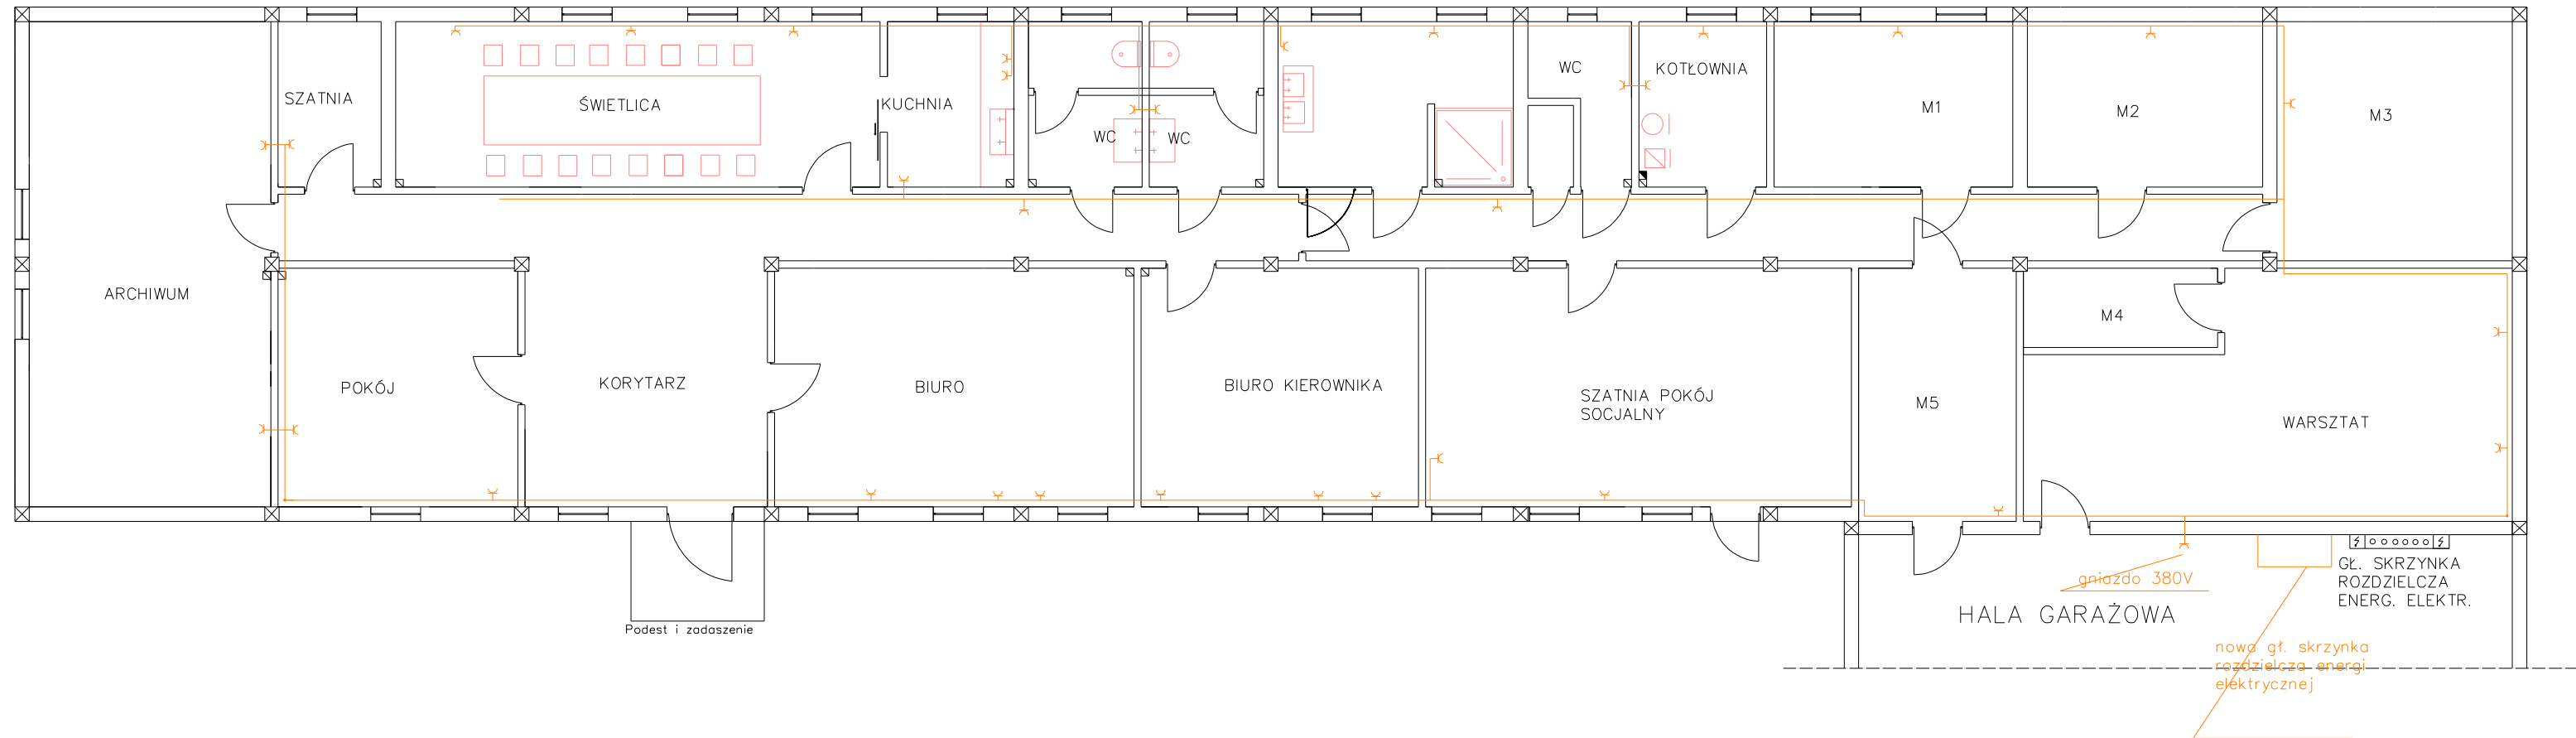 SZATNIA
ŚWIETLICA
KUCHNIA
WC
WC
WC
KOTŁOWNIA
M1
M2
M3
ARCHIWUM
POKÓJ
KORYTARZ
BIURO
BIURO KIEROWNIKA
SZATNIA POKÓJ
SOCJALNY
M5
M4
WARSZTAT
Podest i zadaszenie
gniazdo 380V
HALA GARAŻOWA
GŁ. SKRZYNKA
ROZDZIELCZA
ENERG. ELEKTR.
nowa gł. skrzynka
rozdzielcza energi
elektrycznej